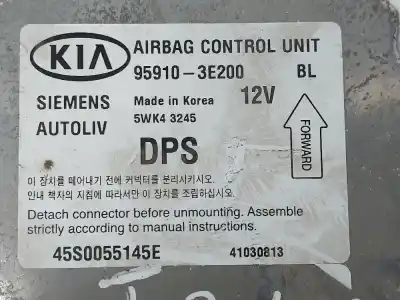 KIA AIRBAG CONTROL UNIT
95910-3E200 BL
SIEMENS Made in Korea 12V
AUTOLIV 5WK4 3245
DPS
FORWARD
이 장치를 떼어내기 전에 커넥터를 분리시키시오.
안내 책자의 지침에 따라서만 이 장치를 조립하십시오.
Detach connector before unmounting. Assemble
strictly according to manual instructions.
45S0055145E 41030813